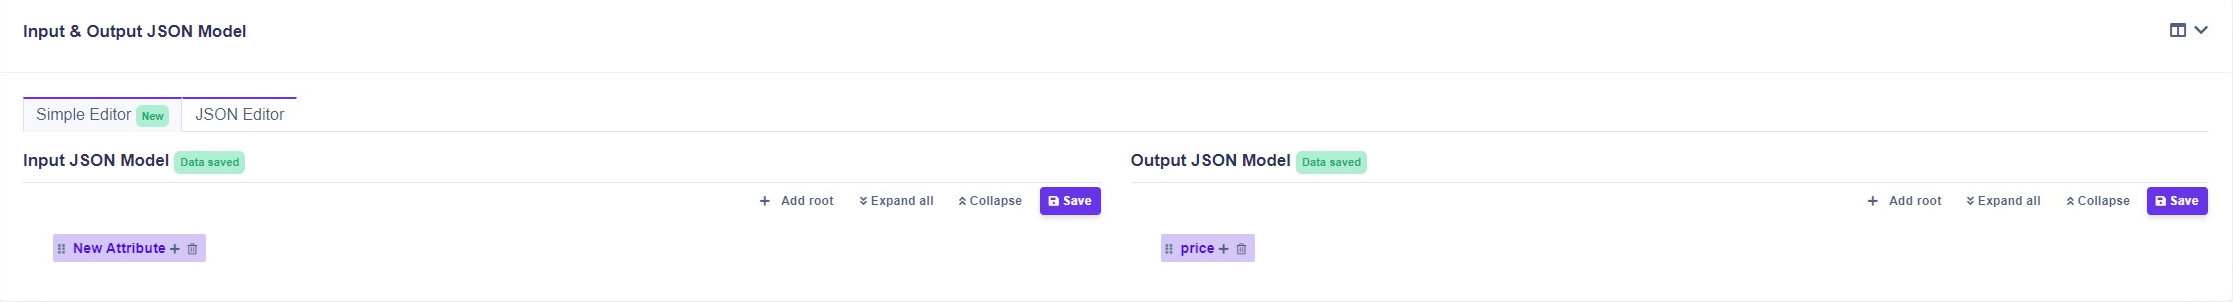 Input & Output JSON Model
Simple Editor New JSON Editor
Input JSON Model Data saved
Add root Expand all Collapse Save
New Attribute
Output JSON Model Data saved
Add root Expand all Collapse Save
price